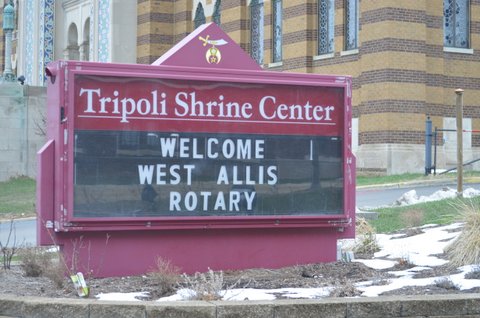 Tripoli Shrine Center
WELCOME
WEST ALLIS
ROTARY